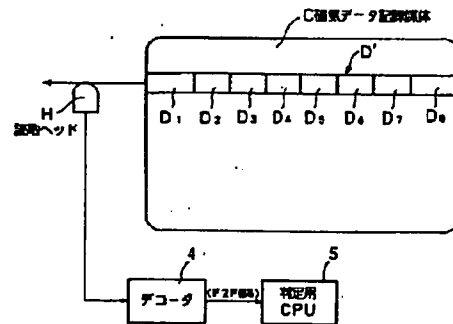 C磁気データ記録媒体
D'
H
読取ヘッド
D1 D2 D3 D4 D5 D6 D7 D8
4
デコータ
(F2F信号)
5
判定用
CPU